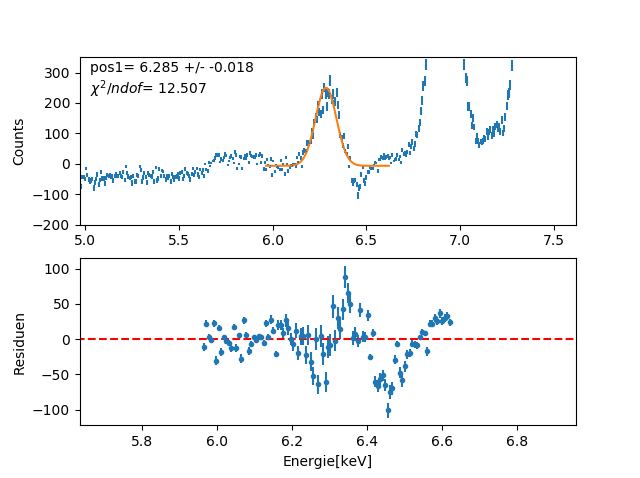 pos1= 6.285 +/- -0.018
χ²/ndof= 12.507
Counts
300
200
100
0
−100
−200
5.0 5.5 6.0 6.5 7.0 7.5
Residuen
100
50
0
−50
−100
5.8 6.0 6.2 6.4 6.6 6.8
Energie[keV]